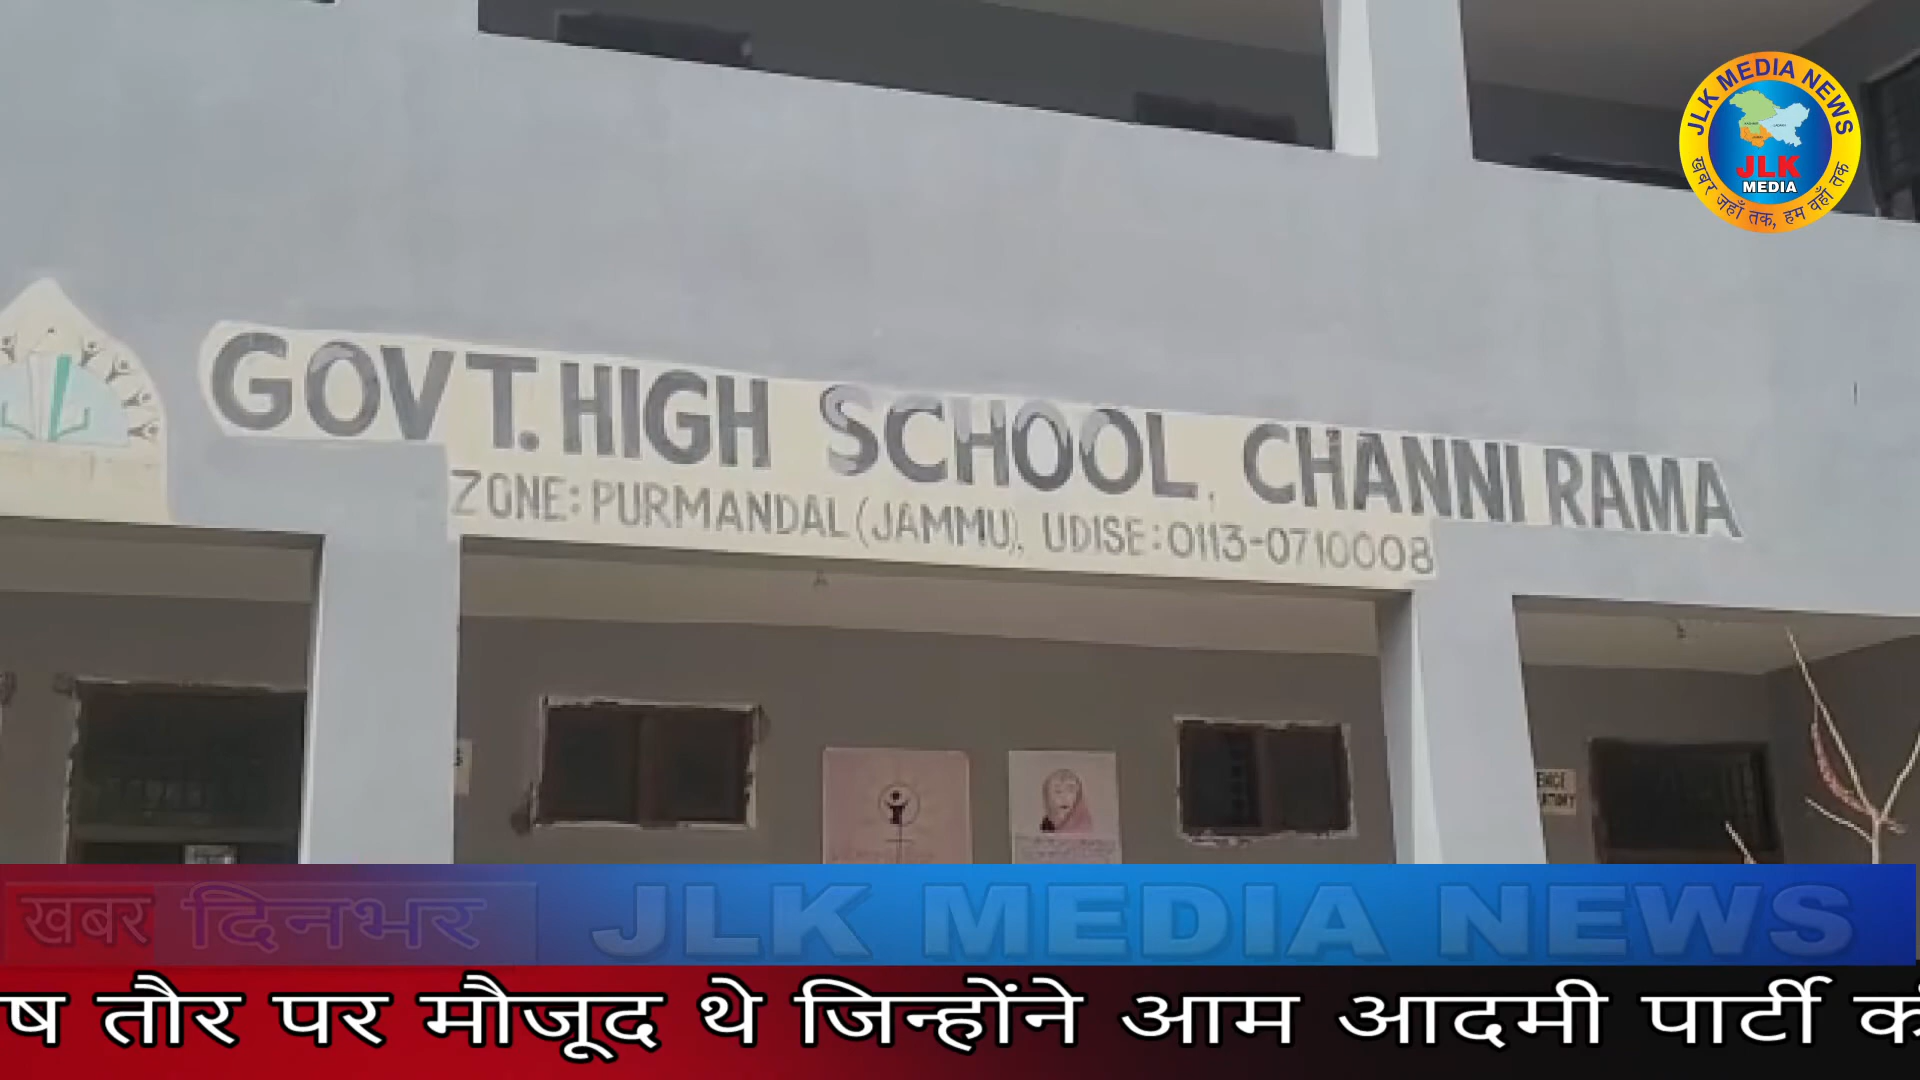 JLK MEDIA NEWS
JLK
MEDIA
खबर जहाँ तक, हम वहाँ तक
GOVT. HIGH SCHOOL, CHANNI RAMA
ZONE: PURMANDAL (JAMMU), UDISE: 0113-0710008
खबर दिनभर JLK MEDIA NEWS
तौर पर मौजूद थे जिन्होंने आम आदमी पार्टी